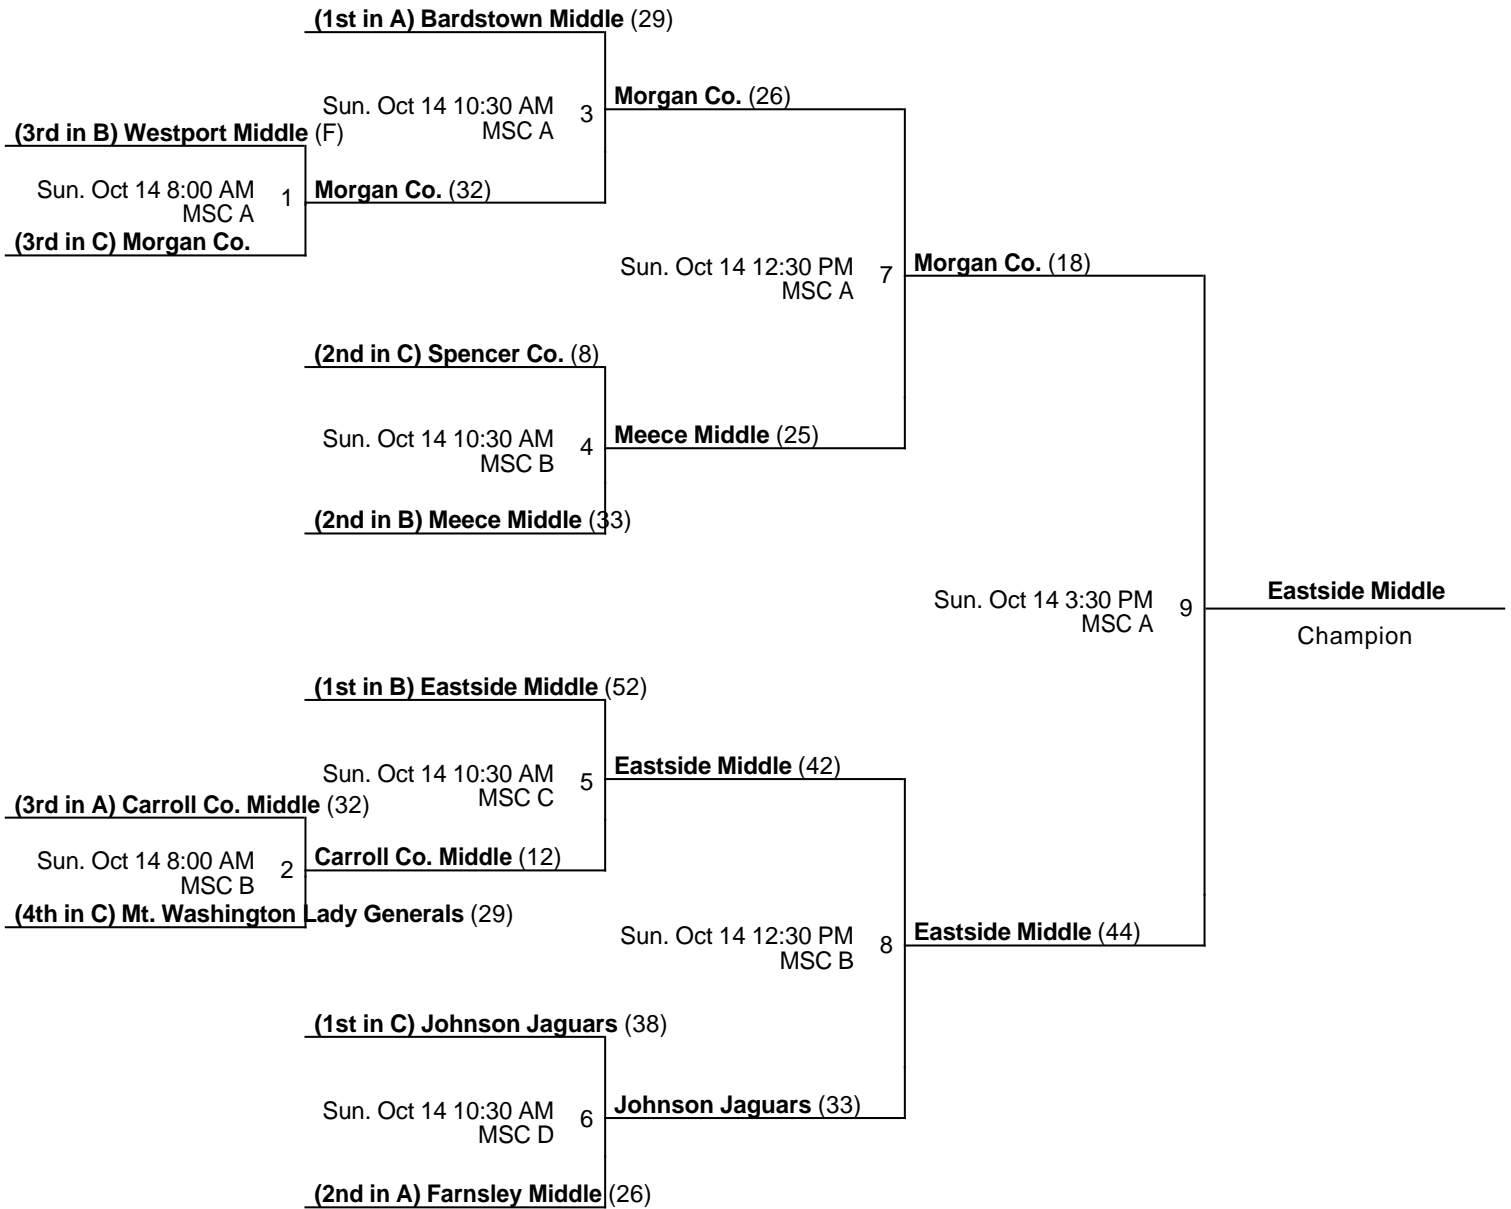 (1st in A) Bardstown Middle (29)
Sun. Oct 14 10:30 AM
MSC A
3
Morgan Co. (26)
(3rd in B) Westport Middle (F)
Sun. Oct 14 8:00 AM
MSC A
1
Morgan Co. (32)
(3rd in C) Morgan Co.
Sun. Oct 14 12:30 PM
MSC A
7
Morgan Co. (18)
(2nd in C) Spencer Co. (8)
Sun. Oct 14 10:30 AM
MSC B
4
Meece Middle (25)
(2nd in B) Meece Middle (33)
Sun. Oct 14 3:30 PM
MSC A
9
Eastside Middle
Champion
(1st in B) Eastside Middle (52)
Sun. Oct 14 10:30 AM
MSC C
5
Eastside Middle (42)
(3rd in A) Carroll Co. Middle (32)
Sun. Oct 14 8:00 AM
MSC B
2
Carroll Co. Middle (12)
(4th in C) Mt. Washington Lady Generals (29)
Sun. Oct 14 12:30 PM
MSC B
8
Eastside Middle (44)
(1st in C) Johnson Jaguars (38)
Sun. Oct 14 10:30 AM
MSC D
6
Johnson Jaguars (33)
(2nd in A) Farnsley Middle (26)